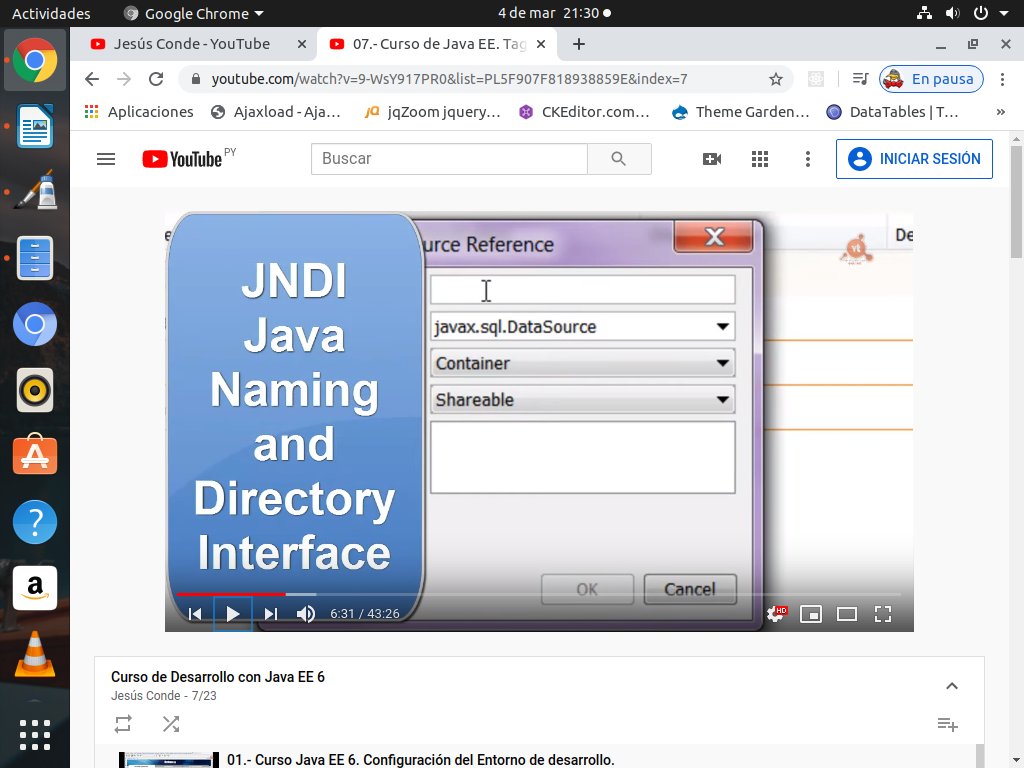 Actividades Google Chrome 4 de mar 21:30
Jesús Conde - YouTube 07.- Curso de Java EE. Tag
youtube.com/watch?v=9-WsY917PR0&list=PL5F907F818938859E&index=7 En pausa
Aplicaciones Ajaxload - Aja... jqZoom jquery... CKEditor.com... Theme Garden... DataTables | T... »
YouTube PY Buscar INICIAR SESIÓN
urce Reference De
JNDI
Java
Naming
and
Directory
Interface
javax.sql.DataSource
Container
Shareable
OK Cancel
6:31 / 43:26 HD
Curso de Desarrollo con Java EE 6
Jesús Conde - 7/23
01.- Curso Java EE 6. Configuración del Entorno de desarrollo.